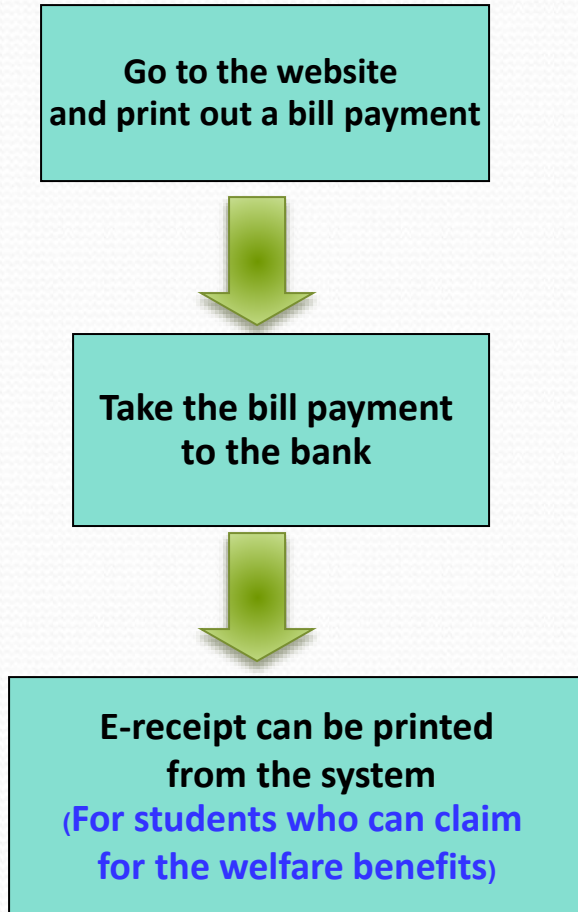 Go to the website
and print out a bill payment
Take the bill payment
to the bank
E-receipt can be printed
from the system
(For students who can claim
for the welfare benefits)